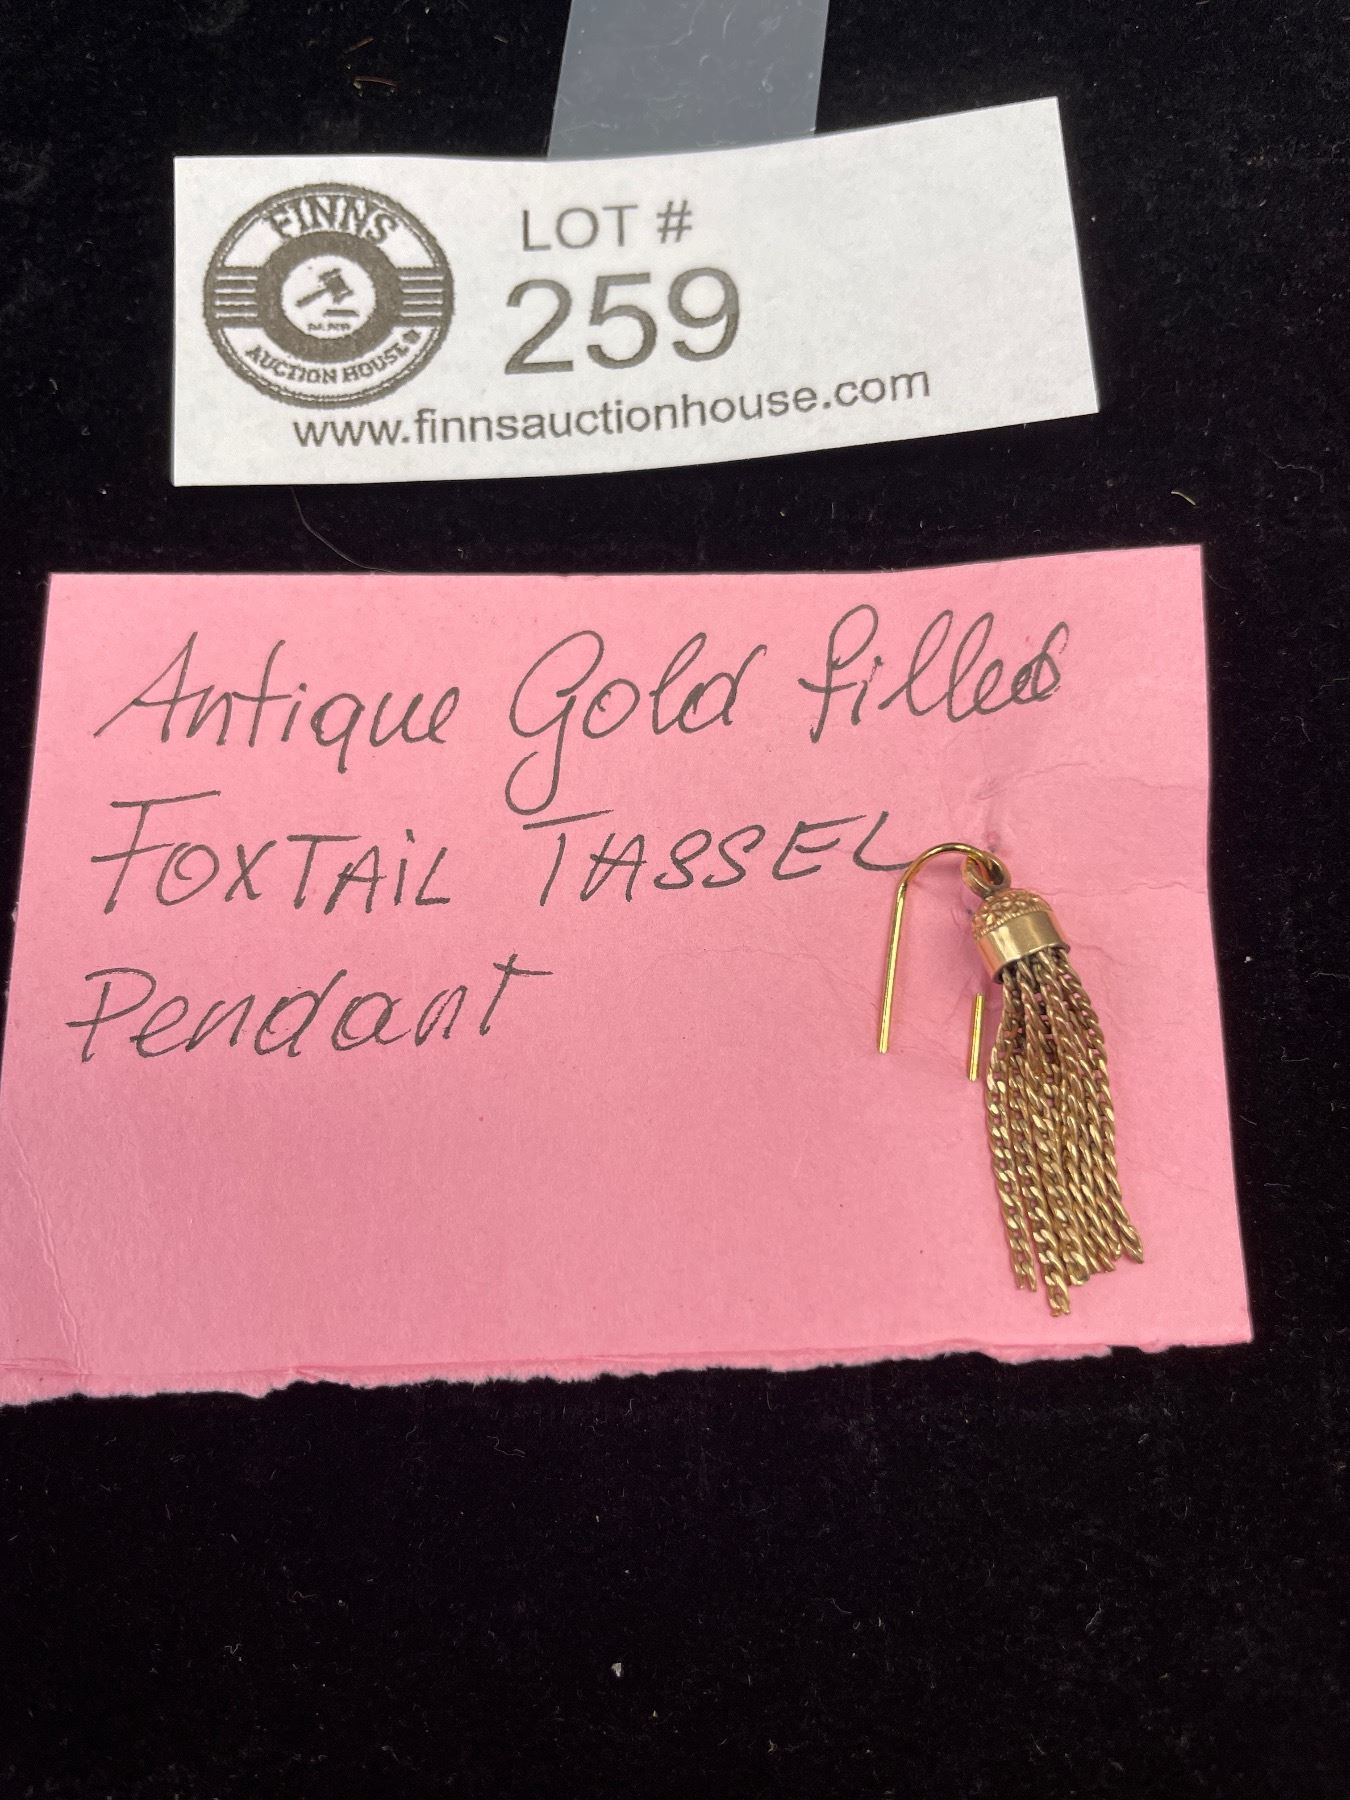 FINNS
AUCTION HOUSE
LOT #
259
www.finnsauctionhouse.com
Antique Gold filled
FOXTAiL TASSEL
Pendant